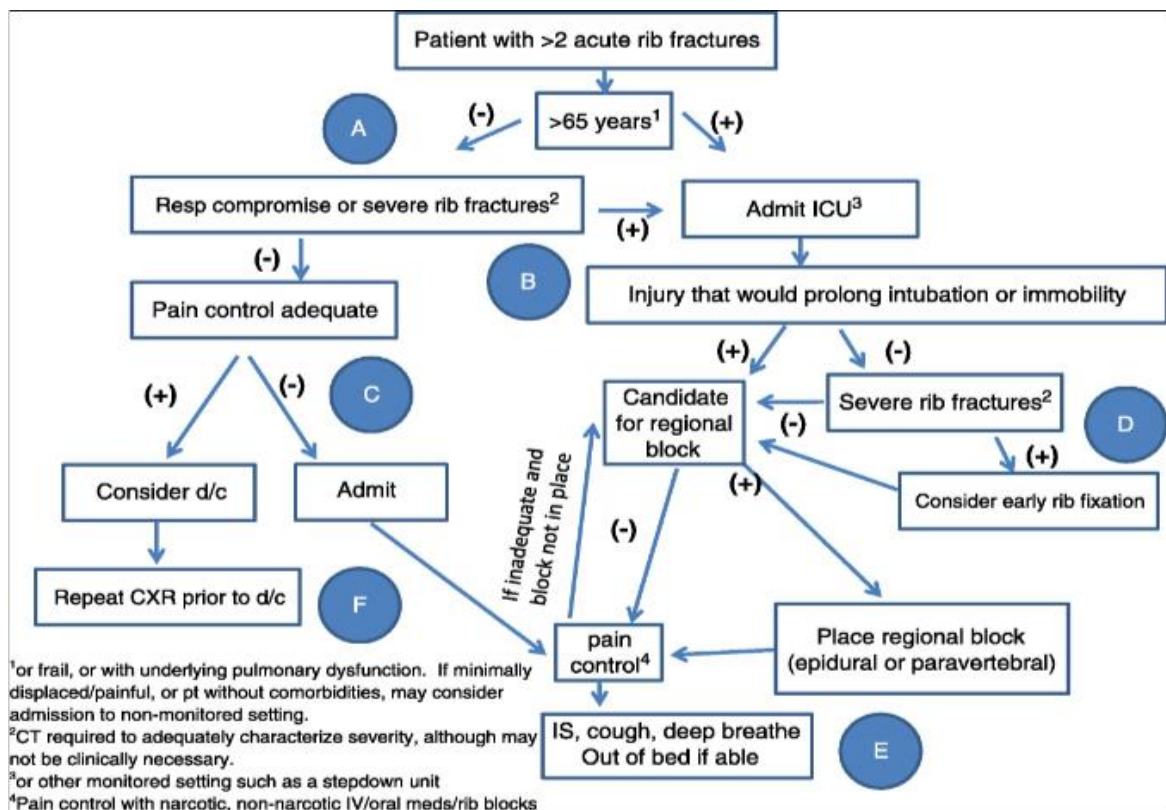 Patient with >2 acute rib fractures
(-)
>65 years1
(+)
A
Resp compromise or severe rib fractures2
(+)
Admit ICU3
(-)
B
Pain control adequate
Injury that would prolong intubation or immobility
(+)
(-)
C
(+)
(-)
Candidate
for regional
block
(-)
Severe rib fractures2
D
(+)
Consider d/c
Admit
If inadequate and
block not in place
(-)
(+)
Consider early rib fixation
Repeat CXR prior to d/c
F
pain
control4
Place regional block
(epidural or paravertebral)
IS, cough, deep breathe
Out of bed if able
E
1or frail, or with underlying pulmonary dysfunction. If minimally
displaced/painful, or pt without comorbidities, may consider
admission to non-monitored setting.
2CT required to adequately characterize severity, although may
not be clinically necessary.
3or other monitored setting such as a stepdown unit
4Pain control with narcotic, non-narcotic IV/oral meds/rib blocks